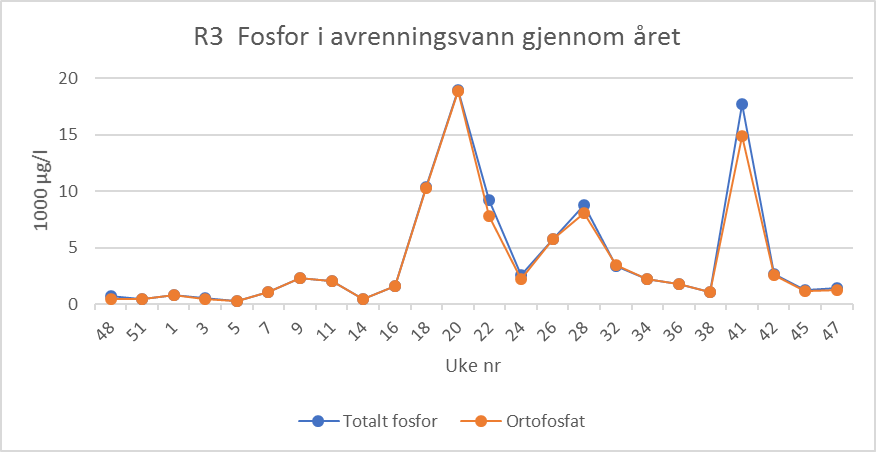 R3  Fosfor i avrenningsvann gjennom året
1000 µg/l
20
15
10
5
0
48 51 1 3 5 7 9 11 14 16 18 20 22 24 26 28 32 34 36 38 41 42 45 47
Uke nr
Totalt fosfor Ortofosfat